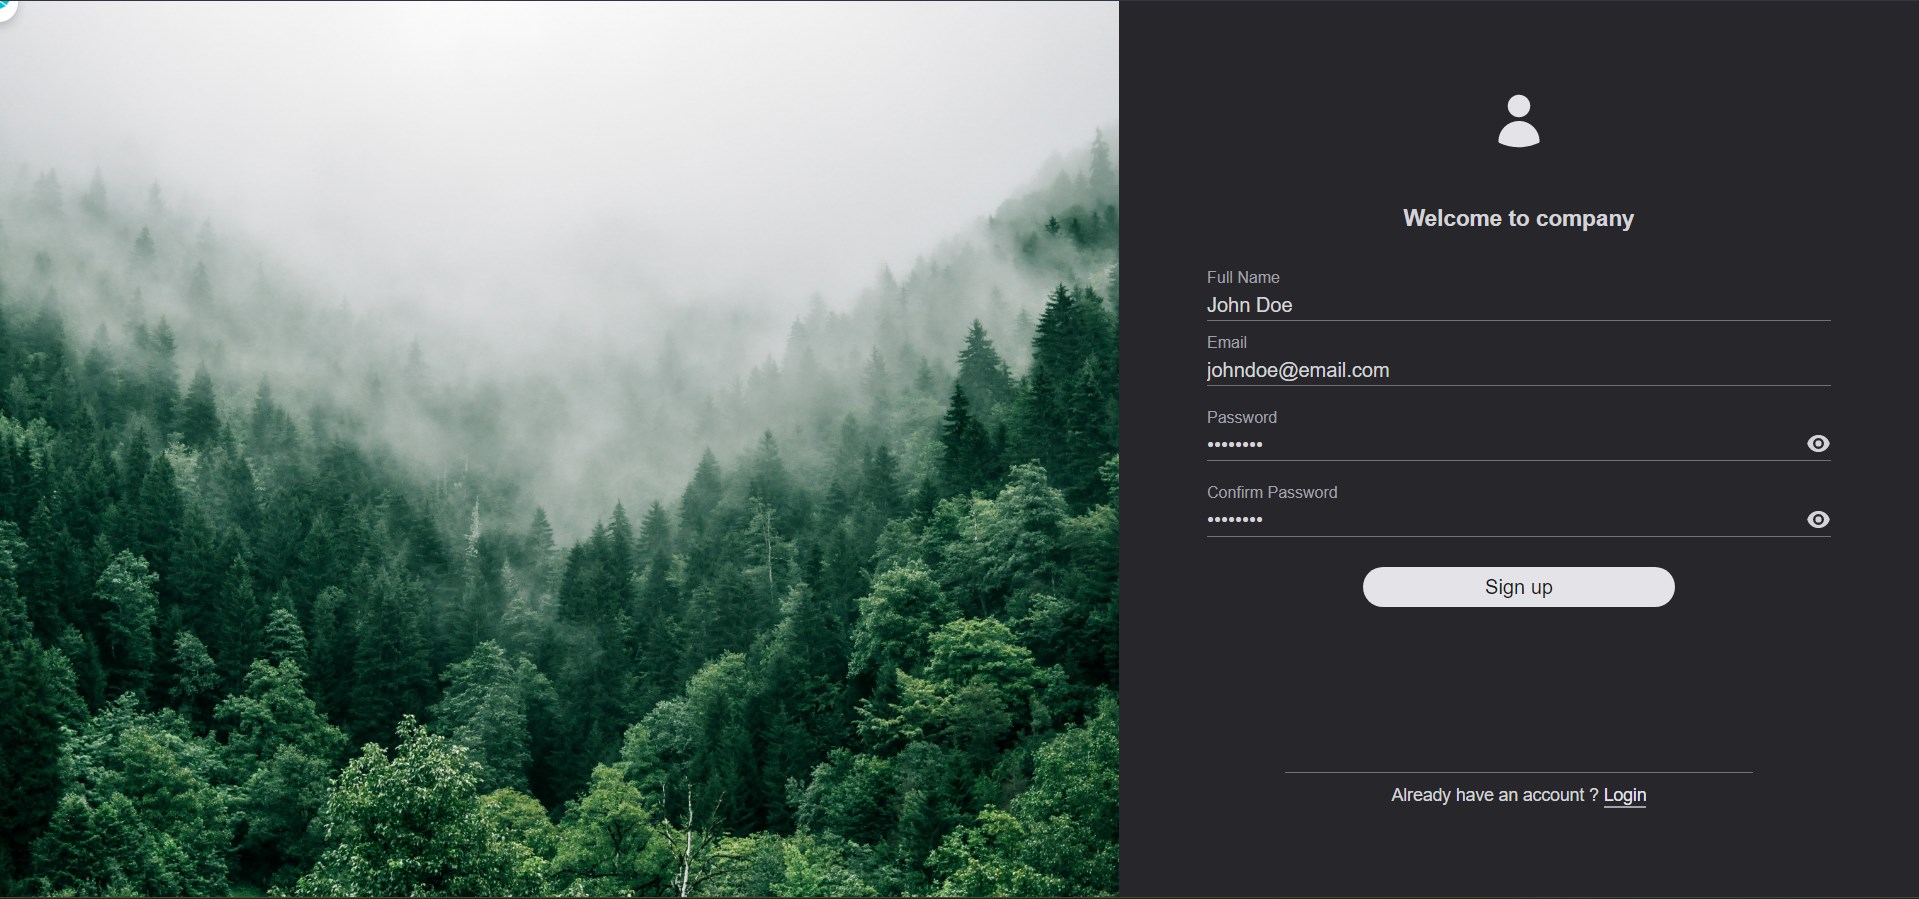 Welcome to company
Full Name
John Doe
Email
johndoe@email.com
Password
••••••••
Confirm Password
••••••••
Sign up
Already have an account ? Login